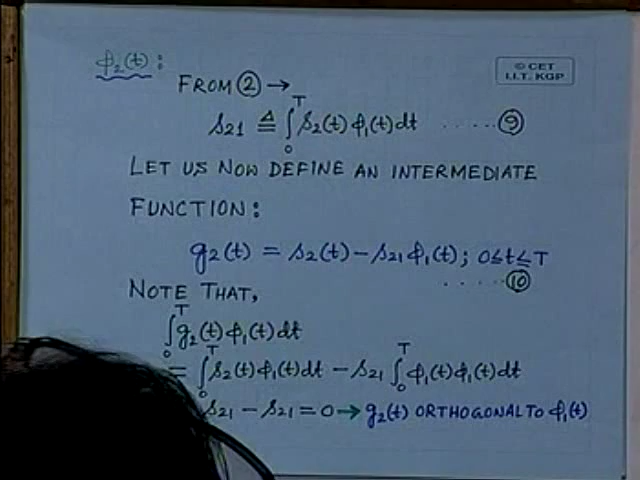 φ₂(t):
© CET
I.I.T. KGP
FROM ② →
s₂₁ ≜ ∫₀ᵀ s₂(t) φ₁(t) dt ..... ⑨
LET US NOW DEFINE AN INTERMEDIATE
FUNCTION:
g₂(t) = s₂(t) – s₂₁ φ₁(t); 0≤t≤T
..... ⑩
NOTE THAT,
∫₀ᵀ g₂(t) φ₁(t) dt
= ∫₀ᵀ s₂(t) φ₁(t) dt – s₂₁ ∫₀ᵀ φ₁(t) φ₁(t) dt
s₂₁ – s₂₁ = 0 → g₂(t) ORTHOGONAL TO φ₁(t)